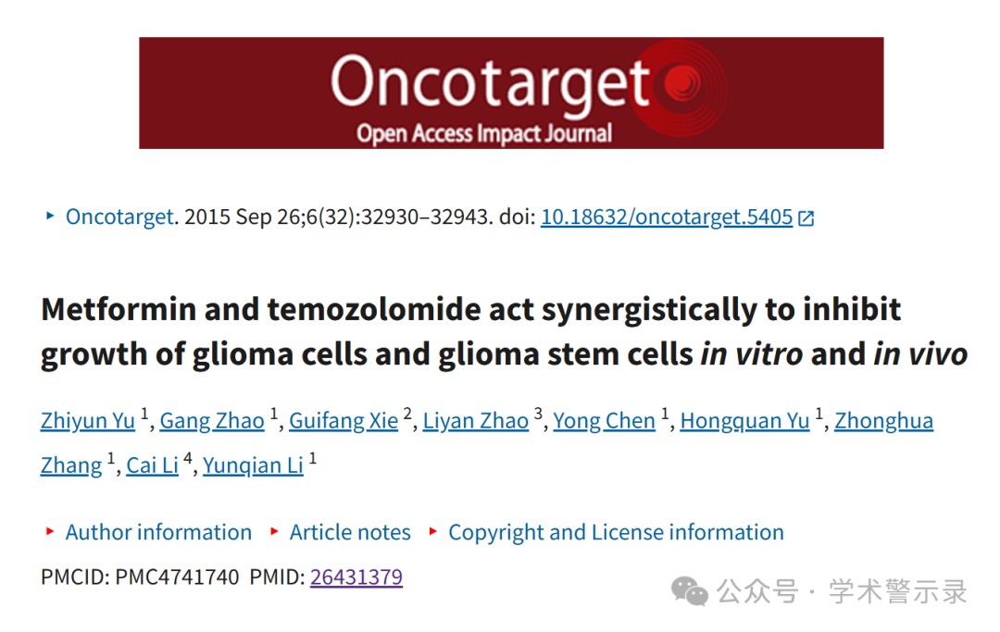 Oncotarget
Open Access Impact Journal
Oncotarget. 2015 Sep 26;6(32):32930–32943. doi: 10.18632/oncotarget.5405
Metformin and temozolomide act synergistically to inhibit
growth of glioma cells and glioma stem cells in vitro and in vivo
Zhiyun Yu 1, Gang Zhao 1, Guifang Xie 2, Liyan Zhao 3, Yong Chen 1, Hongquan Yu 1, Zhonghua
Zhang 1, Cai Li 4, Yunqian Li 1
Author information Article notes Copyright and License information
PMCID: PMC4741740 PMID: 26431379
公众号 · 学术警示录